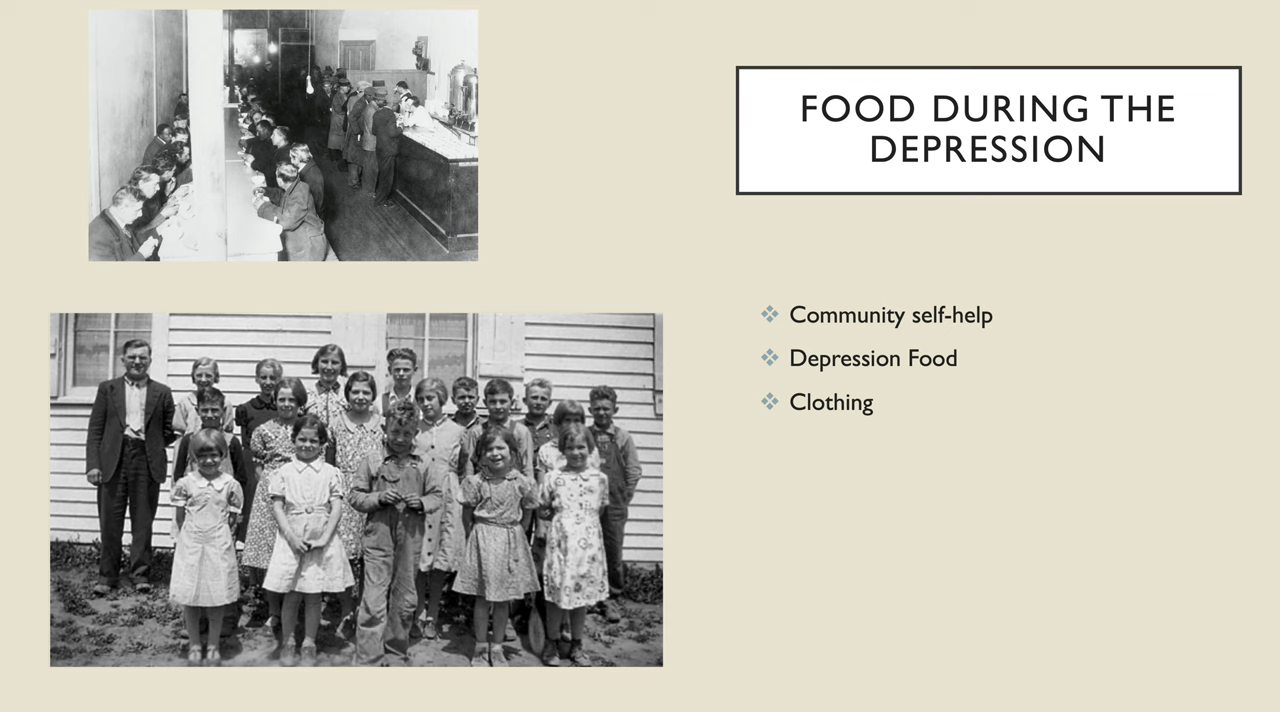 FOOD DURING THE
DEPRESSION
Community self-help
Depression Food
Clothing